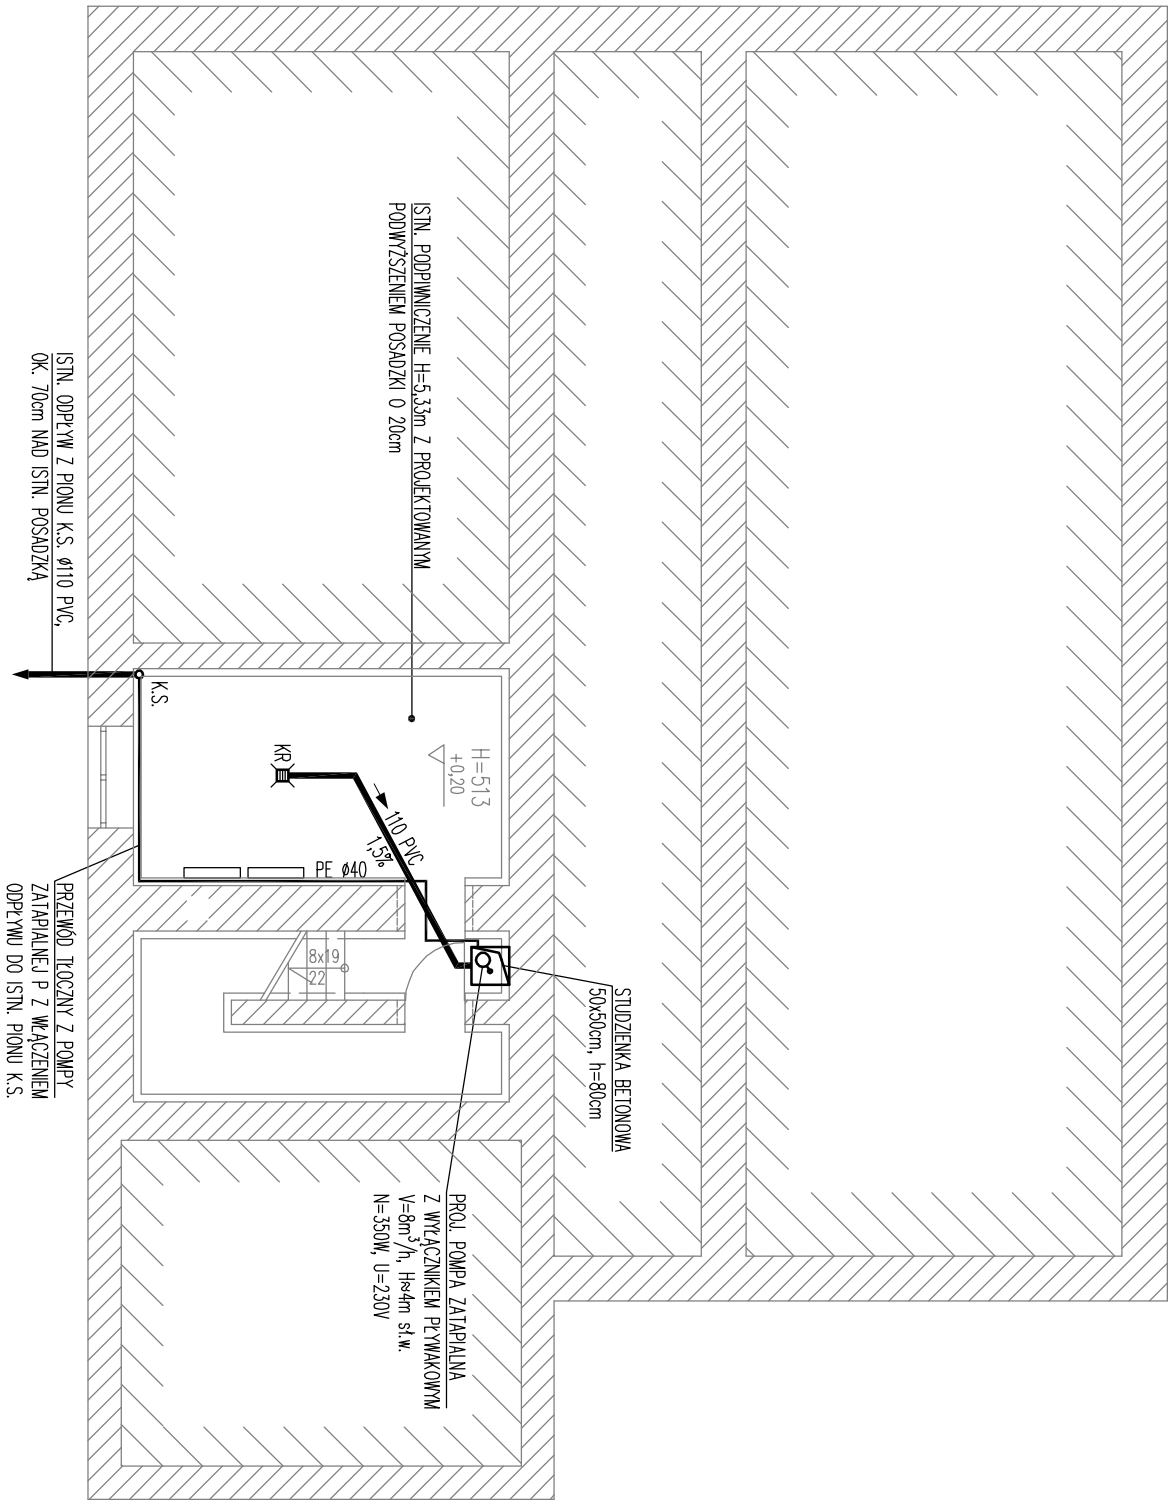 STUDZIENKA BETONOWA
50x50cm, h=80cm
PROJ. POMPA ZATAPIALNA
Z WYŁĄCZNIKIEM PŁYWAKOWYM
V=8m³/h, H≈4m sł.w.
N=350W, U=230V
ISTN. PODPIWNICZENIE H=5,33m Z PROJEKTOWANYM
PODWYŻSZENIEM POSADZKI O 20cm
H=513
+0,20
KR
110 PVC
1,5%
PE ø40
8x19
22
K.S.
ISTN. ODPŁYW Z PIONU K.S. ø110 PVC,
OK. 70cm NAD ISTN. POSADZKĄ
PRZEWÓD TŁOCZNY Z POMPY
ZATAPIALNEJ P Z WŁĄCZENIEM
ODPŁYWU DO ISTN. PIONU K.S.